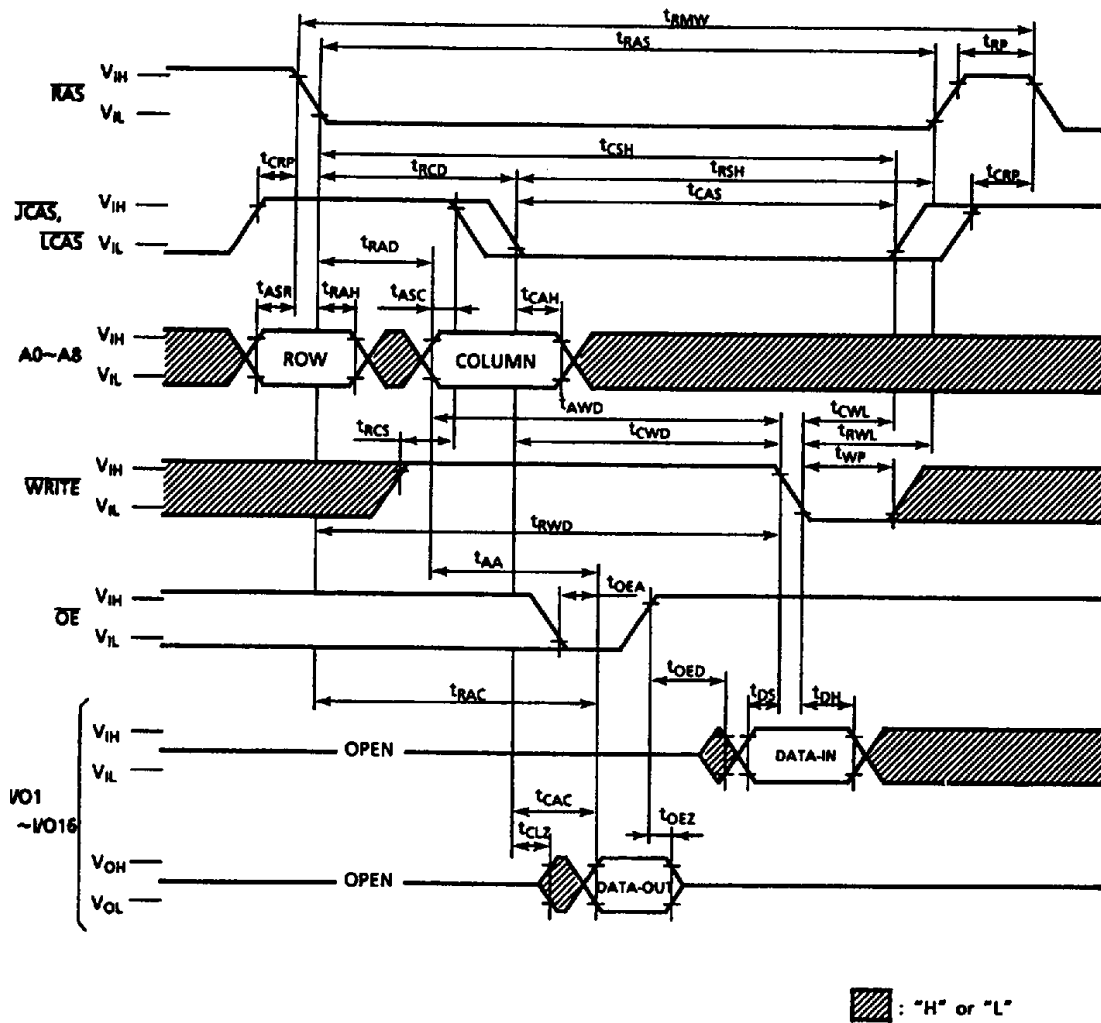 tRMW
tRAS
tRP
RAS
VIH
VIL
tCRP
tCSH
tRCD
tRSH
tCAS
tCRP
JCAS,
LCAS
VIH
VIL
tRAD
tASR
tRAH
tASC
tCAH
A0~A8
VIH
VIL
ROW
COLUMN
tAWD
tCWL
tRCS
tCWD
tRWL
tWP
WRITE
VIH
VIL
tRWD
tAA
tOEA
OE
VIH
VIL
tOED
tDS
tDH
tRAC
VIH
VIL
OPEN
DATA-IN
I/O1
~I/O16
tCAC
tOEZ
tCLZ
VOH
VOL
OPEN
DATA-OUT
: "H" or "L"